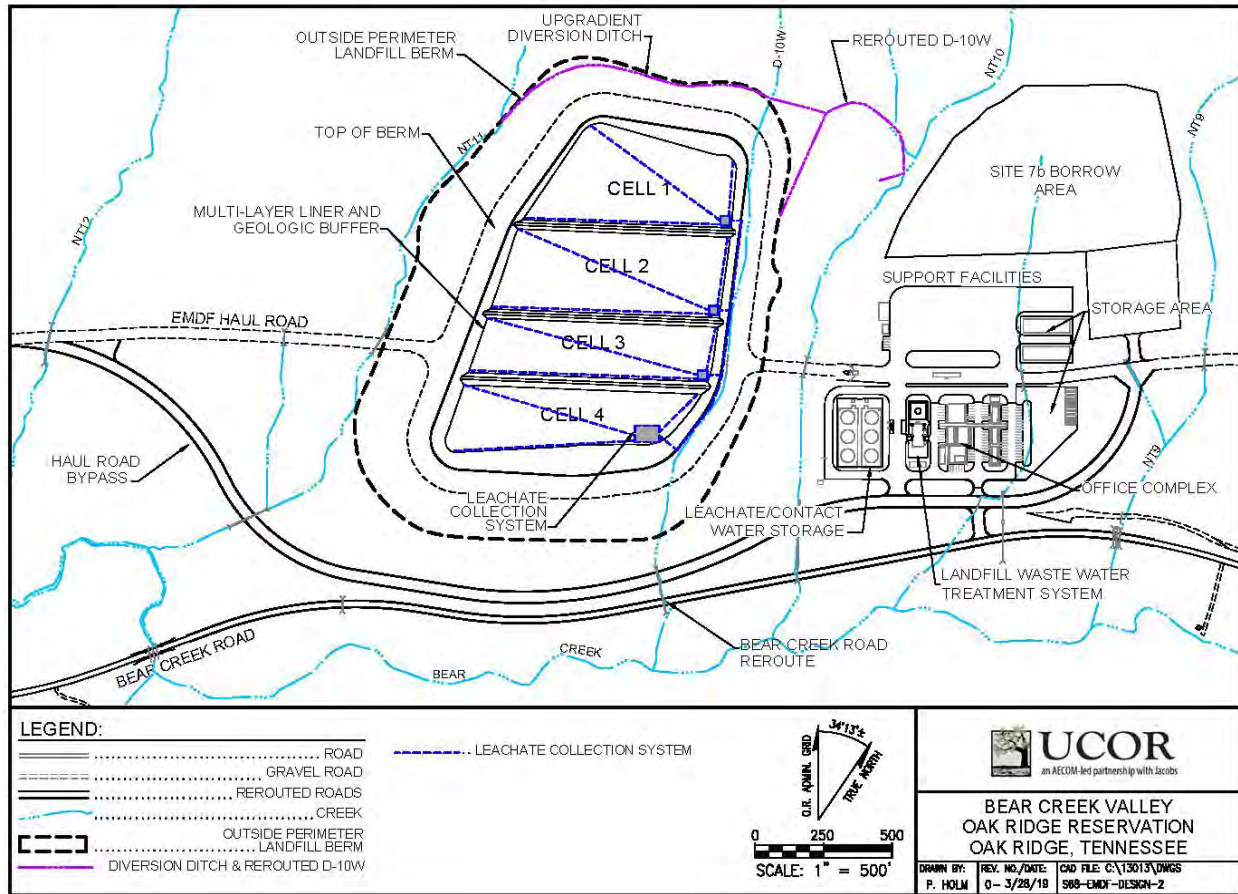 UPGRADIENT
DIVERSION DITCH
OUTSIDE PERIMETER
LANDFILL BERM
D-10W
REROUTED D-10W
NT10
TOP OF BERM
NT11
NT9
CELL 1
SITE 7b BORROW
AREA
MULTI-LAYER LINER AND
GEOLOGIC BUFFER
NT12
CELL 2
SUPPORT FACILITIES
STORAGE AREA
EMDF HAUL ROAD
CELL 3
CELL 4
HAUL ROAD
BYPASS
NT9
LEACHATE
COLLECTION
SYSTEM
OFFICE COMPLEX
LEACHATE/CONTACT
WATER STORAGE
LANDFILL WASTE WATER
TREATMENT SYSTEM
BEAR CREEK ROAD
BEAR CREEK
BEAR CREEK ROAD
REROUTE
LEGEND:
ROAD
GRAVEL ROAD
REROUTED ROADS
CREEK
OUTSIDE PERIMETER
LANDFILL BERM
DIVERSION DITCH & REROUTED D-10W
LEACHATE COLLECTION SYSTEM
34°13'±
O.R. ADMIN. GRID
TRUE NORTH
0 250 500
SCALE: 1" = 500'
UCOR
an AECOM-led partnership with Jacobs
BEAR CREEK VALLEY
OAK RIDGE RESERVATION
OAK RIDGE, TENNESSEE
DRAWN BY: REV. NO./DATE: CAD FILE: C:\13013\DWGS
P. HOLM 0 - 3/28/19 S68-EMDF-DESIGN-2